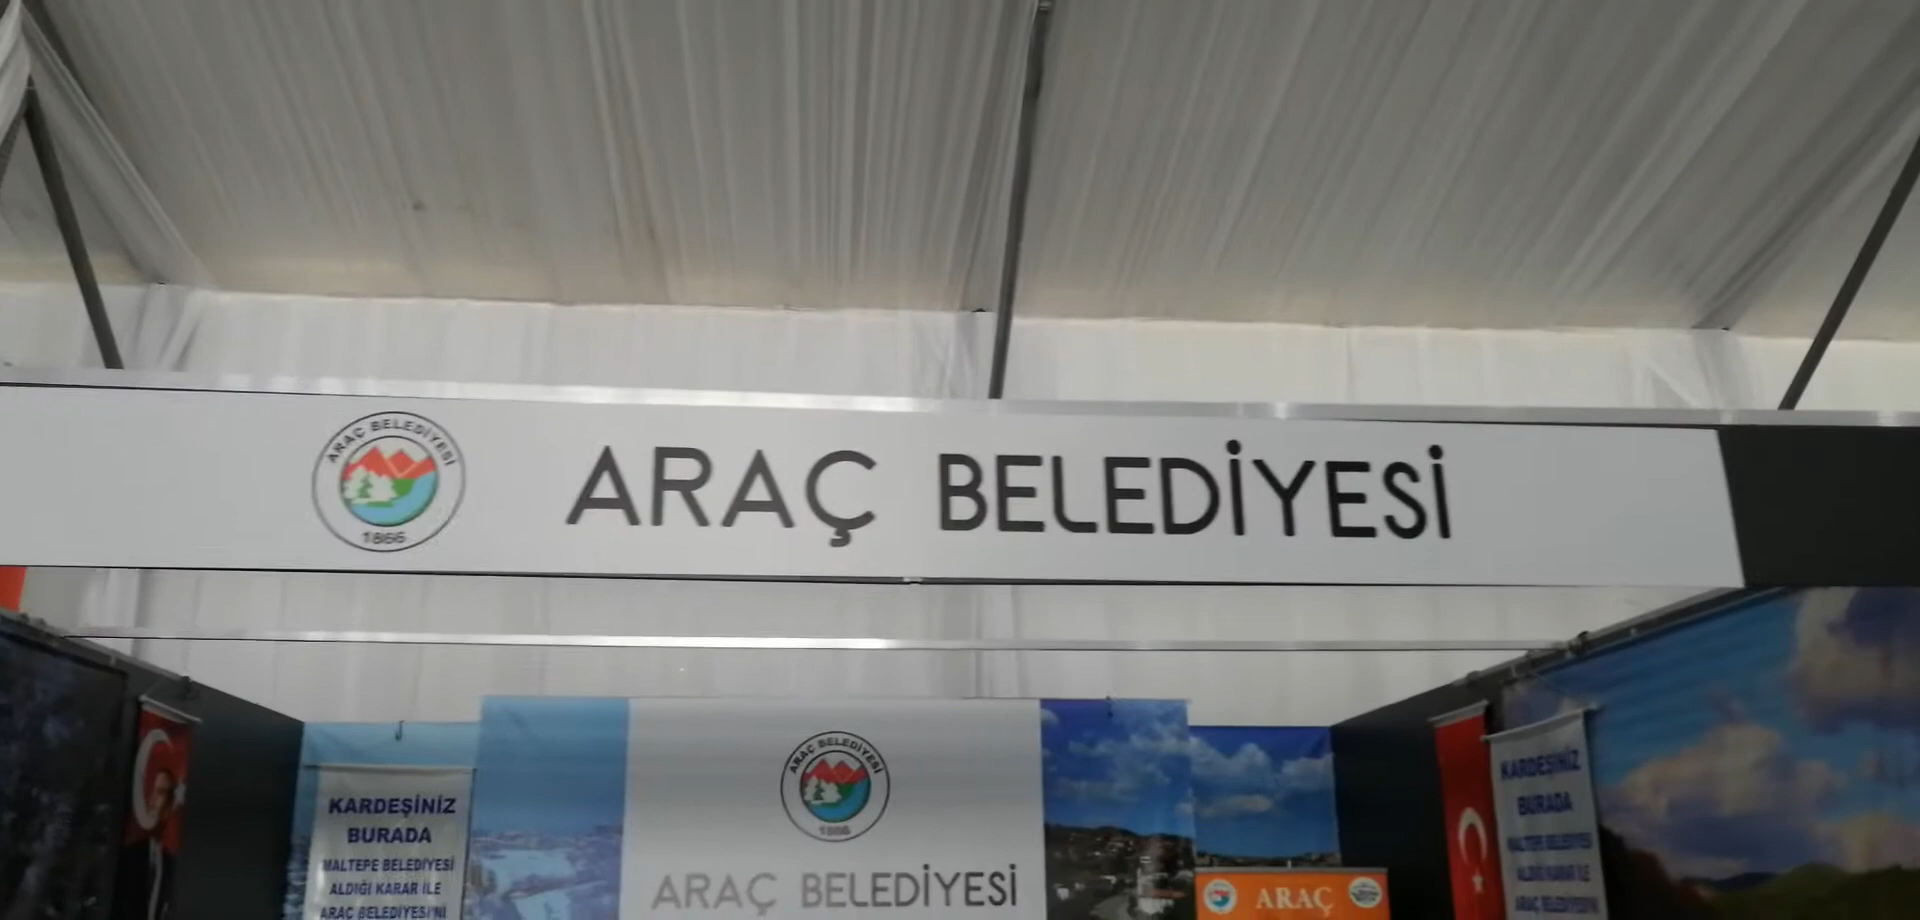 ARAÇ BELEDİYESİ
1866
ARAÇ BELEDİYESİ
ARAÇ BELEDİYESİ
1866
ARAÇ BELEDİYESİ
KARDEŞİNİZ
BURADA
MALTEPE BELEDİYESİ
ALDIĞI KARAR İLE
ARAÇ BELEDİYESİ'Nİ
ARAÇ
KARDEŞİNİZ
BURADA
MALTEPE BELEDİYESİ
ALDIĞI KARAR İLE
ARAÇ BELEDİYESİ'Nİ